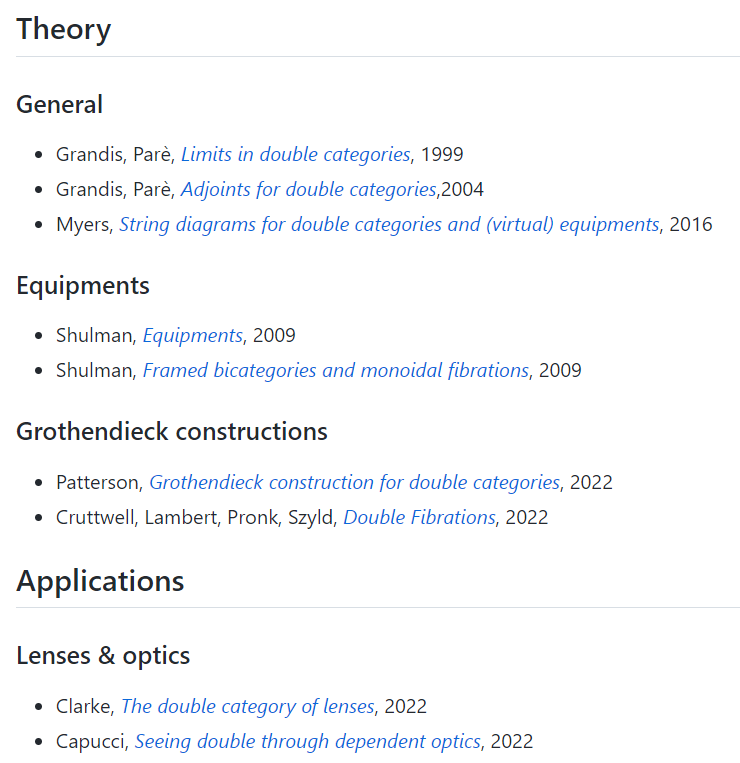 Theory
General
Grandis, Parè, Limits in double categories, 1999
Grandis, Parè, Adjoints for double categories,2004
Myers, String diagrams for double categories and (virtual) equipments, 2016
Equipments
Shulman, Equipments, 2009
Shulman, Framed bicategories and monoidal fibrations, 2009
Grothendieck constructions
Patterson, Grothendieck construction for double categories, 2022
Cruttwell, Lambert, Pronk, Szyld, Double Fibrations, 2022
Applications
Lenses & optics
Clarke, The double category of lenses, 2022
Capucci, Seeing double through dependent optics, 2022